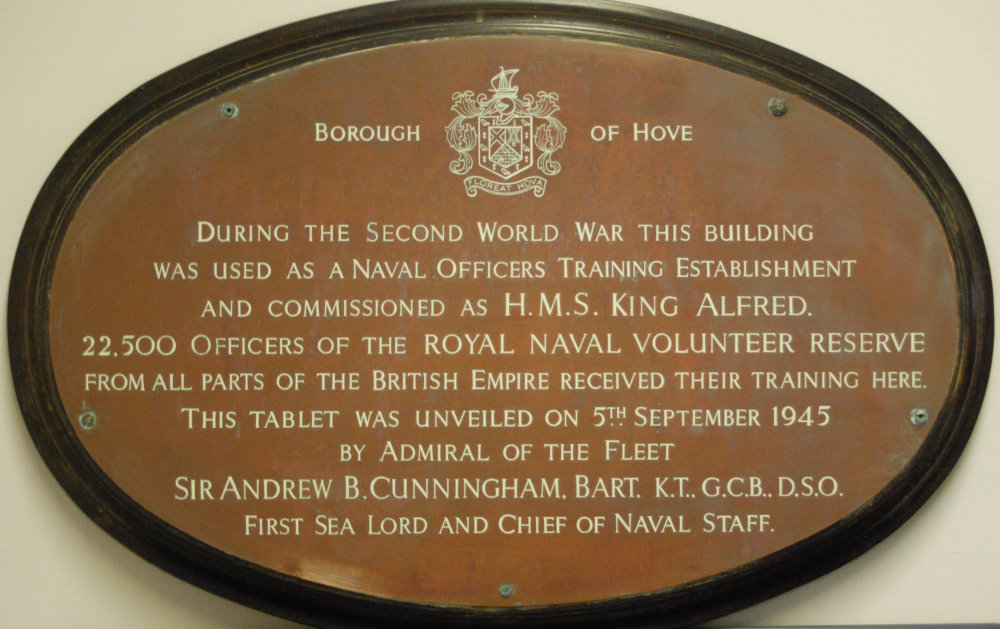 BOROUGH OF HOVE
FLOREAT HOVA
DURING THE SECOND WORLD WAR THIS BUILDING
WAS USED AS A NAVAL OFFICERS TRAINING ESTABLISHMENT
AND COMMISSIONED AS H.M.S. KING ALFRED.
22,500 OFFICERS OF THE ROYAL NAVAL VOLUNTEER RESERVE
FROM ALL PARTS OF THE BRITISH EMPIRE RECEIVED THEIR TRAINING HERE.
THIS TABLET WAS UNVEILED ON 5TH SEPTEMBER 1945
BY ADMIRAL OF THE FLEET
SIR ANDREW B. CUNNINGHAM, BART. K.T., G.C.B., D.S.O.
FIRST SEA LORD AND CHIEF OF NAVAL STAFF.